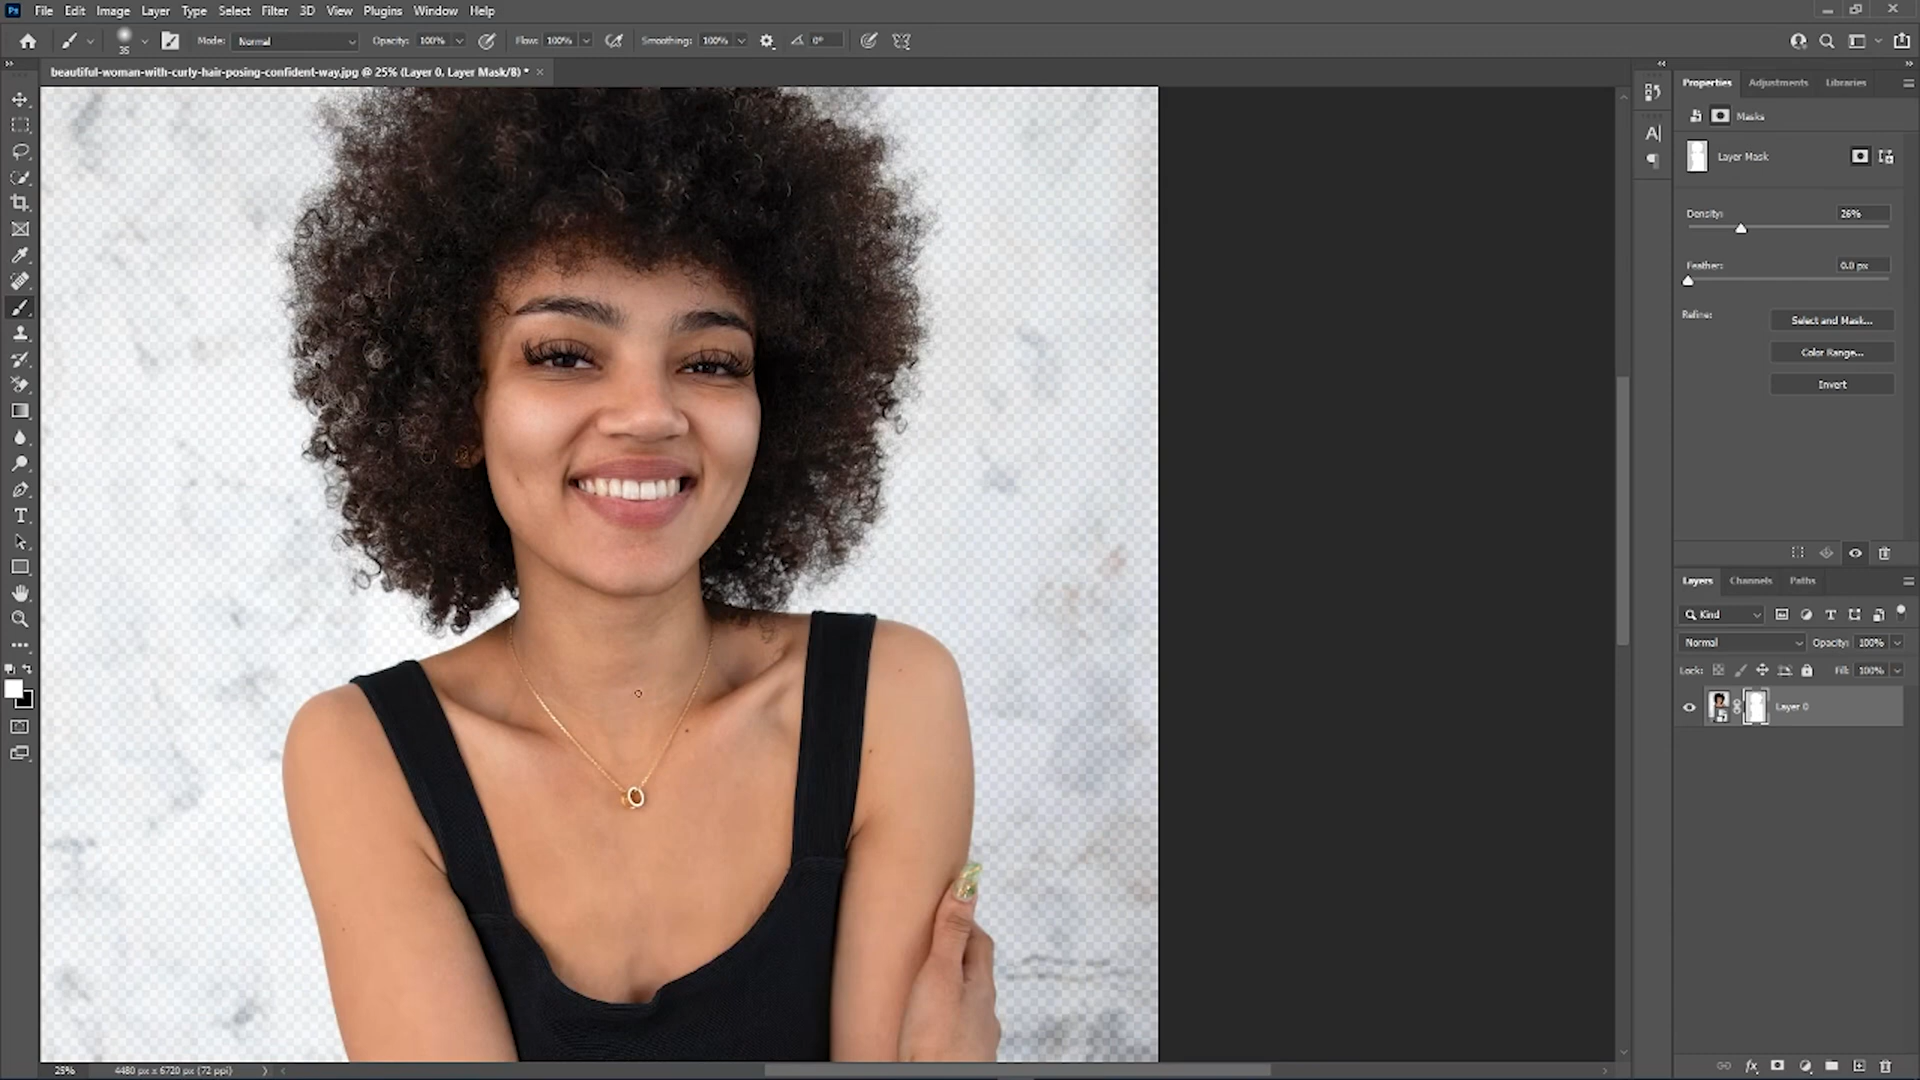 Ps File Edit Image Layer Type Select Filter 3D View Plugins Window Help
35 Mode: Normal Opacity: 100% Flow: 100% Smoothing: 100% 0°
beautiful-woman-with-curly-hair-posing-confident-way.jpg @ 25% (Layer 0, Layer Mask/8) * ×
Properties Adjustments Libraries
Masks
Layer Mask
Density: 26%
Feather: 0.0 px
Refine: Select and Mask...
Color Range...
Invert
Layers Channels Paths
Kind
Normal Opacity: 100%
Lock: Fill: 100%
Layer 0
25% 4480 px x 6720 px (72 ppi)